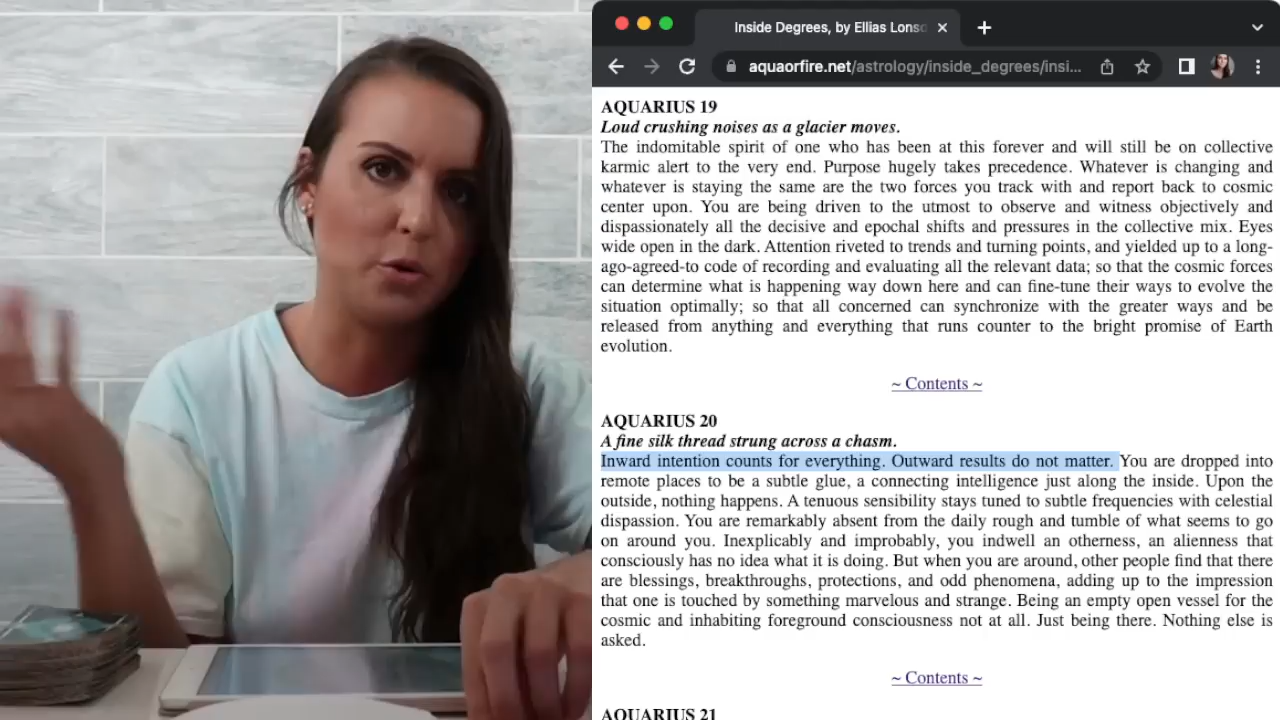 Inside Degrees, by Ellias Lons
aquaorfire.net/astrology/inside_degrees/insi...
AQUARIUS 19
Loud crushing noises as a glacier moves.
The indomitable spirit of one who has been at this forever and will still be on collective
karmic alert to the very end. Purpose hugely takes precedence. Whatever is changing and
whatever is staying the same are the two forces you track with and report back to cosmic
center upon. You are being driven to the utmost to observe and witness objectively and
dispassionately all the decisive and epochal shifts and pressures in the collective mix. Eyes
wide open in the dark. Attention riveted to trends and turning points, and yielded up to a long-
ago-agreed-to code of recording and evaluating all the relevant data; so that the cosmic forces
can determine what is happening way down here and can fine-tune their ways to evolve the
situation optimally; so that all concerned can synchronize with the greater ways and be
released from anything and everything that runs counter to the bright promise of Earth
evolution.
~ Contents ~
AQUARIUS 20
A fine silk thread strung across a chasm.
Inward intention counts for everything. Outward results do not matter. You are dropped into
remote places to be a subtle glue, a connecting intelligence just along the inside. Upon the
outside, nothing happens. A tenuous sensibility stays tuned to subtle frequencies with celestial
dispassion. You are remarkably absent from the daily rough and tumble of what seems to go
on around you. Inexplicably and improbably, you indwell an otherness, an alienness that
consciously has no idea what it is doing. But when you are around, other people find that there
are blessings, breakthroughs, protections, and odd phenomena, adding up to the impression
that one is touched by something marvelous and strange. Being an empty open vessel for the
cosmic and inhabiting foreground consciousness not at all. Just being there. Nothing else is
asked.
~ Contents ~
AQUARIUS 21